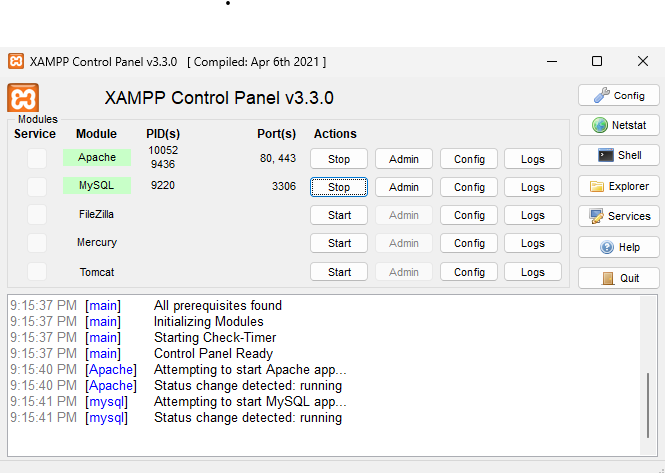 XAMPP Control Panel v3.3.0 [ Compiled: Apr 6th 2021 ]
XAMPP Control Panel v3.3.0
Config
Modules
Service Module PID(s) Port(s) Actions
Netstat
Apache 10052 9436 80, 443 Stop Admin Config Logs
Shell
MySQL 9220 3306 Stop Admin Config Logs
Explorer
FileZilla Start Admin Config Logs
Services
Mercury Start Admin Config Logs
Help
Tomcat Start Admin Config Logs
Quit
9:15:37 PM [main] All prerequisites found
9:15:37 PM [main] Initializing Modules
9:15:37 PM [main] Starting Check-Timer
9:15:37 PM [main] Control Panel Ready
9:15:40 PM [Apache] Attempting to start Apache app...
9:15:40 PM [Apache] Status change detected: running
9:15:41 PM [mysql] Attempting to start MySQL app...
9:15:41 PM [mysql] Status change detected: running